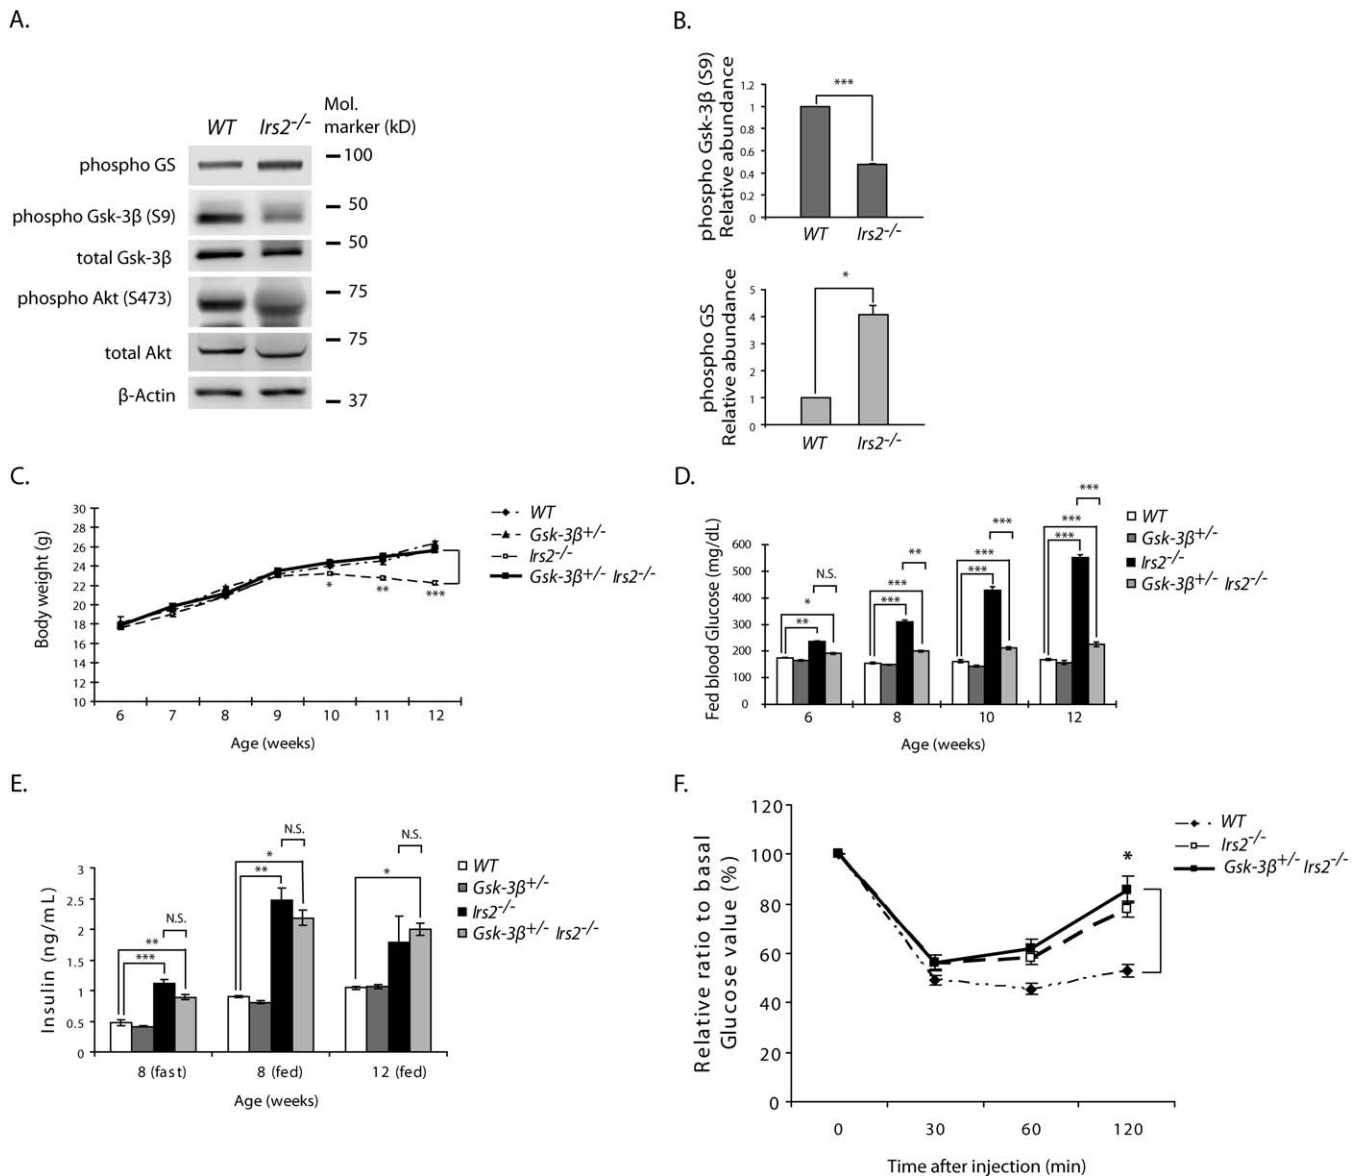 A.
WT Irs2-/- Mol. marker (kD)
phospho GS 100
phospho Gsk-3β (S9) 50
total Gsk-3β 50
phospho Akt (S473) 75
total Akt 75
β-Actin 37
B.
phospho Gsk-3β (S9)
Relative abundance
1.2
1
0.8
0.6
0.4
0.2
0
***
WT Irs2-/-
phospho GS
Relative abundance
5
4
3
2
1
0
*
WT Irs2-/-
C.
Body weight (g)
30
28
26
24
22
20
18
16
14
12
10
* ** ***
6 7 8 9 10 11 12
Age (weeks)
WT
Gsk-3β+/-
Irs2-/-
Gsk-3β+/- Irs2-/-
D.
Fed blood Glucose (mg/dL)
600
500
400
300
200
100
0
N.S.
*
**
**
***
***
***
***
***
***
***
***
6 8 10 12
Age (weeks)
WT
Gsk-3β+/-
Irs2-/-
Gsk-3β+/- Irs2-/-
E.
Insulin (ng/mL)
3
2.5
2
1.5
1
0.5
0
N.S.
**
***
N.S.
*
**
N.S.
*
8 (fast) 8 (fed) 12 (fed)
Age (weeks)
WT
Gsk-3β+/-
Irs2-/-
Gsk-3β+/- Irs2-/-
F.
Relative ratio to basal
Glucose value (%)
120
100
80
60
40
20
0
*
0 30 60 120
Time after injection (min)
WT
Irs2-/-
Gsk-3β+/- Irs2-/-